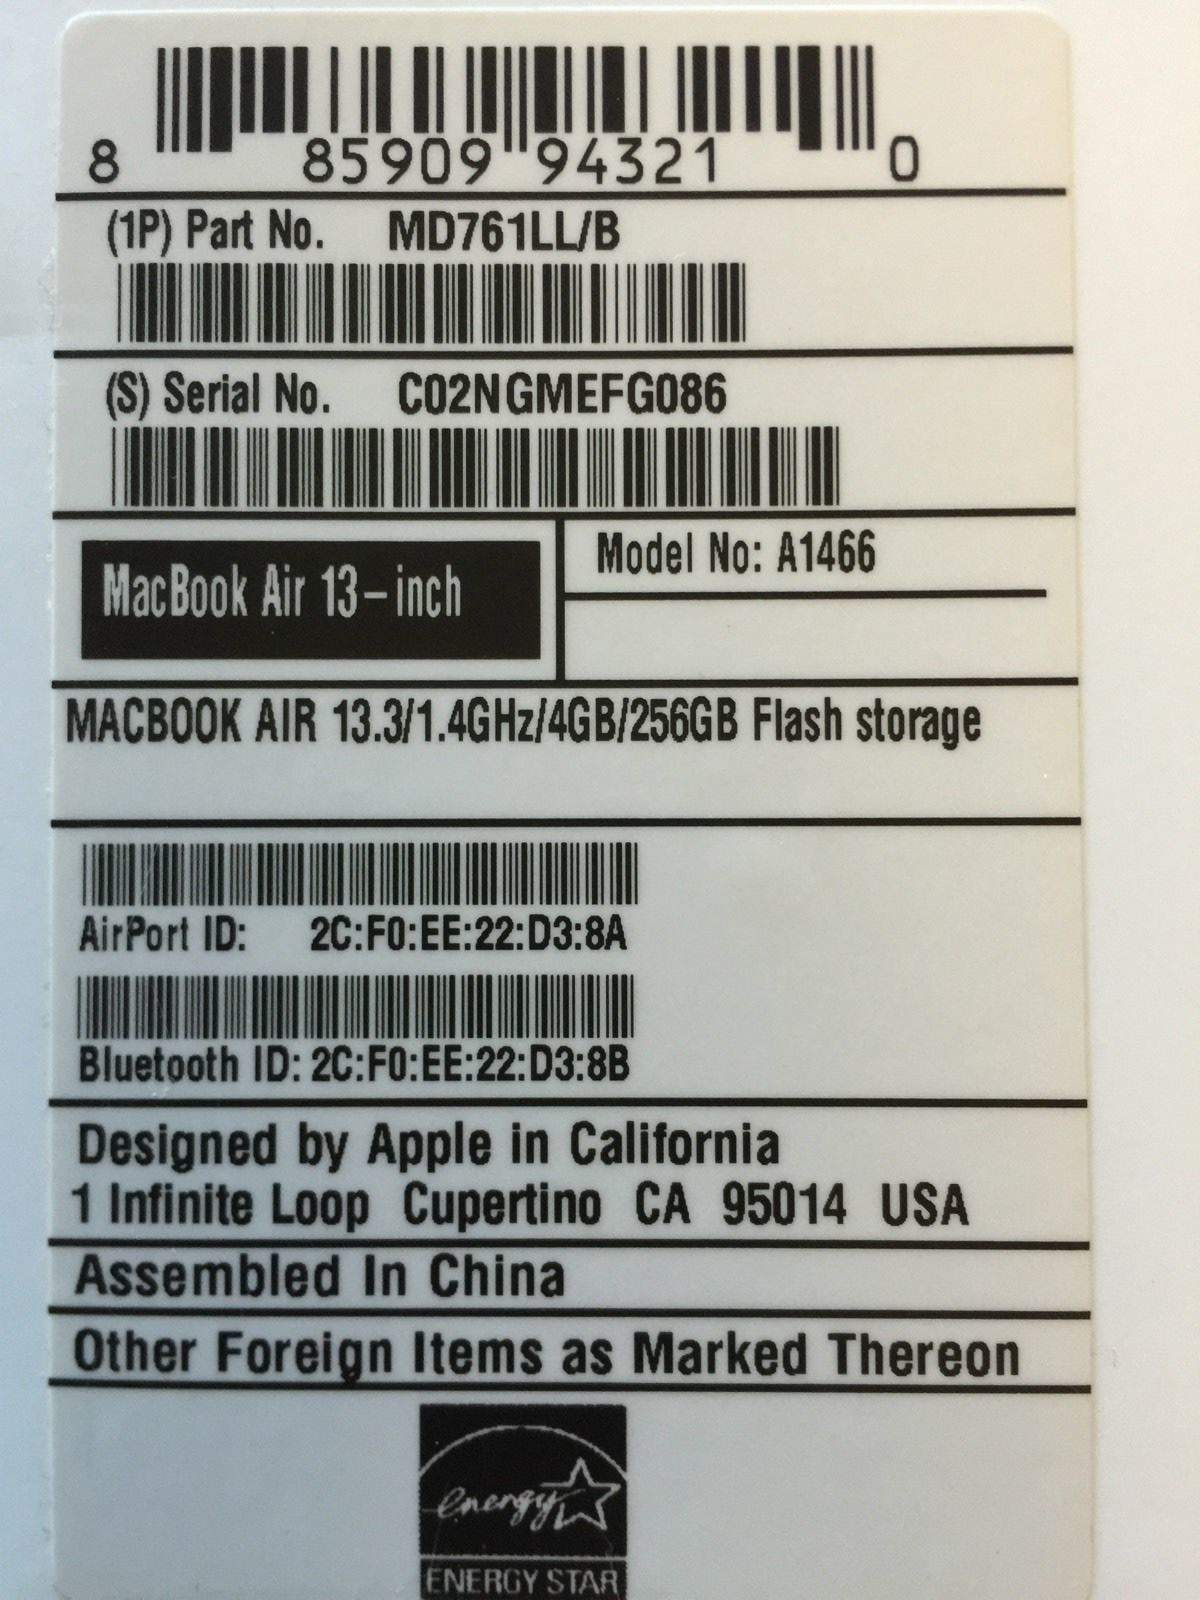 8 85909 94321 0
(1P) Part No. MD761LL/B
(S) Serial No. C02NGMEFG086
MacBook Air 13-inch
Model No: A1466
MACBOOK AIR 13.3/1.4GHz/4GB/256GB Flash storage
AirPort ID: 2C:F0:EE:22:D3:8A
Bluetooth ID: 2C:F0:EE:22:D3:8B
Designed by Apple in California
1 Infinite Loop Cupertino CA 95014 USA
Assembled In China
Other Foreign Items as Marked Thereon
energy
ENERGY STAR